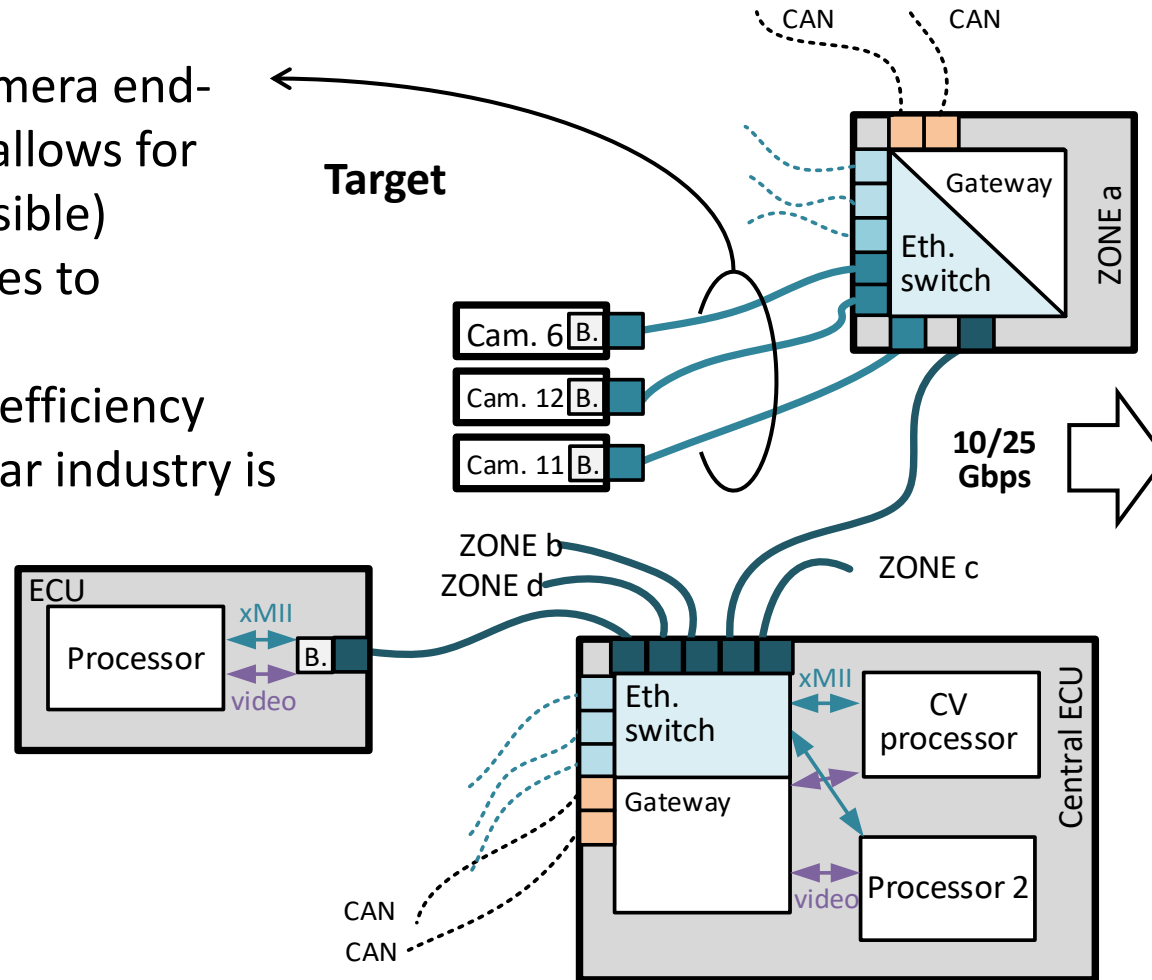 CAN
CAN
mera end-
allows for
sible)
es to
efficiency
ar industry is
Target
Gateway
Eth.
switch
ZONE a
Cam. 6
B.
Cam. 12
B.
Cam. 11
B.
10/25
Gbps
ZONE b
ZONE d
ZONE c
ECU
Processor
xMII
video
B.
Eth.
switch
Gateway
xMII
CV
processor
Central ECU
video
Processor 2
CAN
CAN